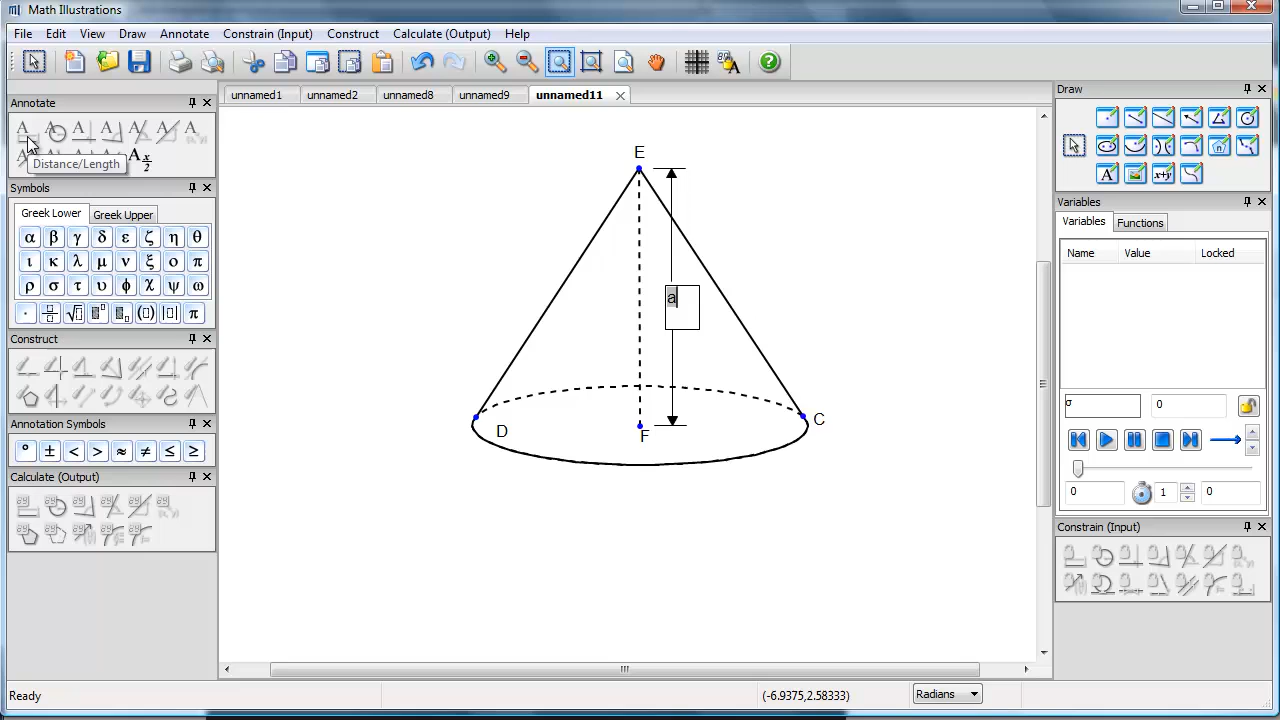 Math Illustrations
File Edit View Draw Annotate Constrain (Input) Construct Calculate (Output) Help
unnamed1 unnamed2 unnamed8 unnamed9 unnamed11
Annotate
Distance/Length
Symbols
Greek Lower Greek Upper
α β γ δ ε ζ η θ
ι κ λ μ ν ξ ο π
ρ σ τ υ φ χ ψ ω
Construct
Annotation Symbols
° ± < > ≈ ≠ ≤ ≥
Calculate (Output)
E
a
D
F
C
Draw
Variables
Variables Functions
Name Value Locked
σ 0
0 1 0
Constrain (Input)
Ready (-6.9375,2.58333) Radians